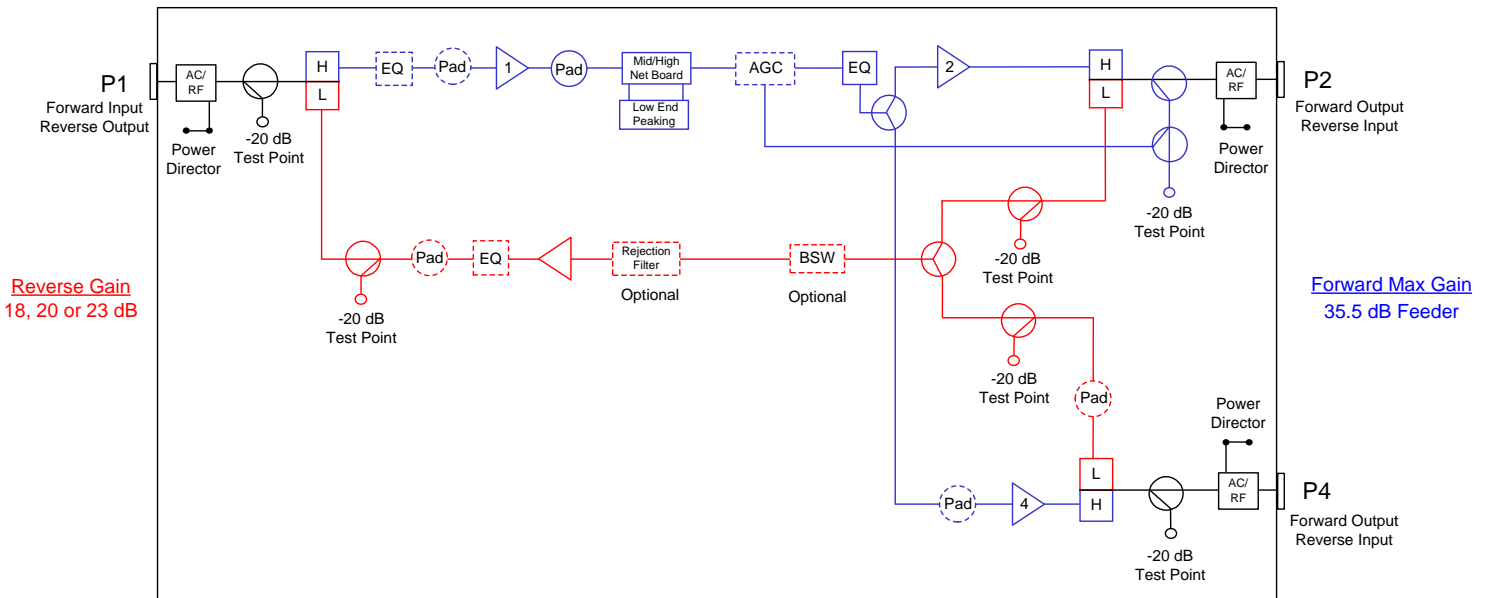 P1
Forward Input
Reverse Output
AC/
RF
Power
Director
-20 dB
Test Point
H
L
EQ
Pad
1
Pad
Mid/High
Net Board
Low End
Peaking
AGC
EQ
2
H
L
AC/
RF
P2
Forward Output
Reverse Input
Power
Director
-20 dB
Test Point
-20 dB
Test Point
Reverse Gain
18, 20 or 23 dB
-20 dB
Test Point
Pad
EQ
Rejection
Filter
Optional
BSW
Optional
-20 dB
Test Point
Pad
Forward Max Gain
35.5 dB Feeder
Power
Director
Pad
4
L
H
AC/
RF
-20 dB
Test Point
P4
Forward Output
Reverse Input